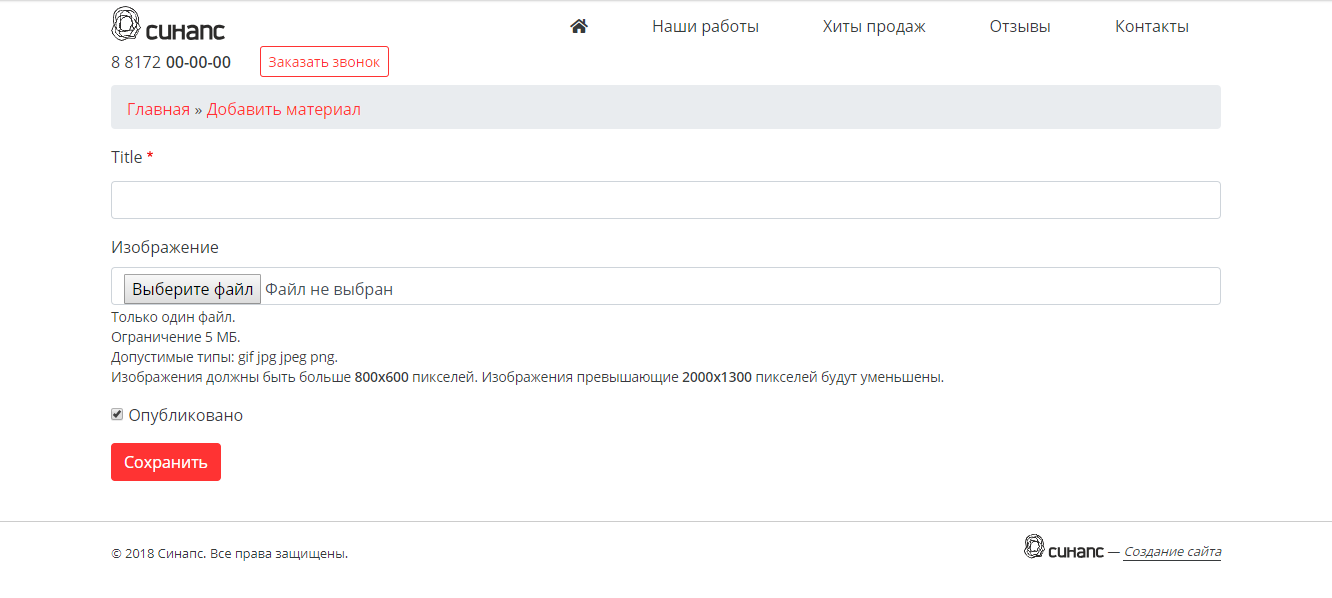 синапс
Наши работы
Хиты продаж
Отзывы
Контакты
8 8172 00-00-00
Заказать звонок
Главная » Добавить материал
Title *
Изображение
Выберите файл Файл не выбран
Только один файл.
Ограничение 5 МБ.
Допустимые типы: gif jpg jpeg png.
Изображения должны быть больше 800x600 пикселей. Изображения превышающие 2000x1300 пикселей будут уменьшены.
Опубликовано
Сохранить
© 2018 Синапс. Все права защищены.
синапс — Создание сайта